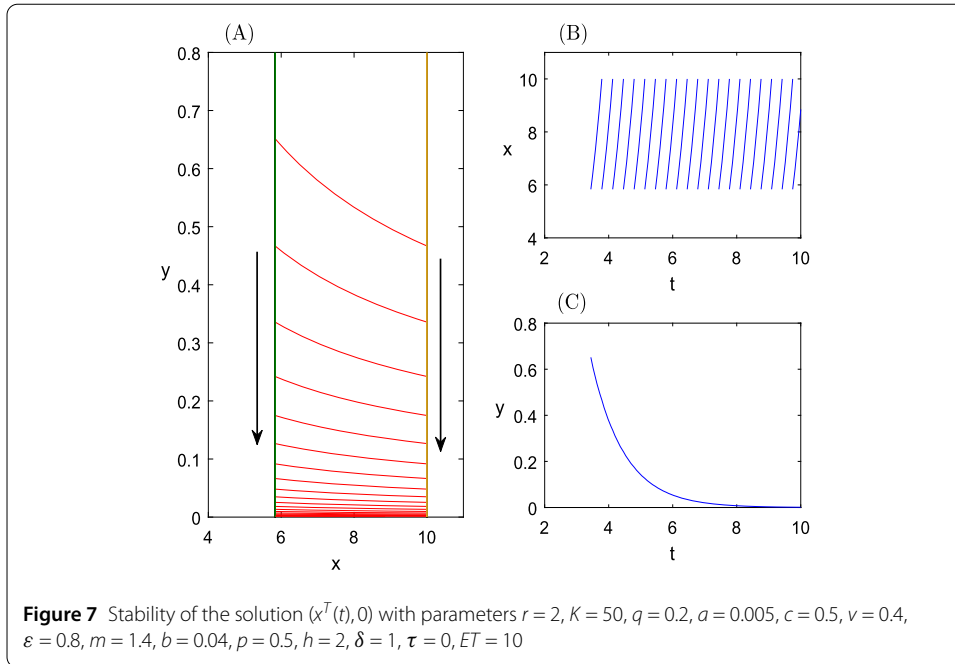 (A)
0.8
0.7
0.6
0.5
y
0.4
0.3
0.2
0.1
0
4
6
8
10
x
(B)
10
8
x
6
4
2
4
6
8
10
t
(C)
0.8
0.6
y
0.4
0.2
0
2
4
6
8
10
t
Figure 7 Stability of the solution (x^T(t), 0) with parameters r = 2, K = 50, q = 0.2, a = 0.005, c = 0.5, v = 0.4,
ε = 0.8, m = 1.4, b = 0.04, p = 0.5, h = 2, δ = 1, τ = 0, ET = 10